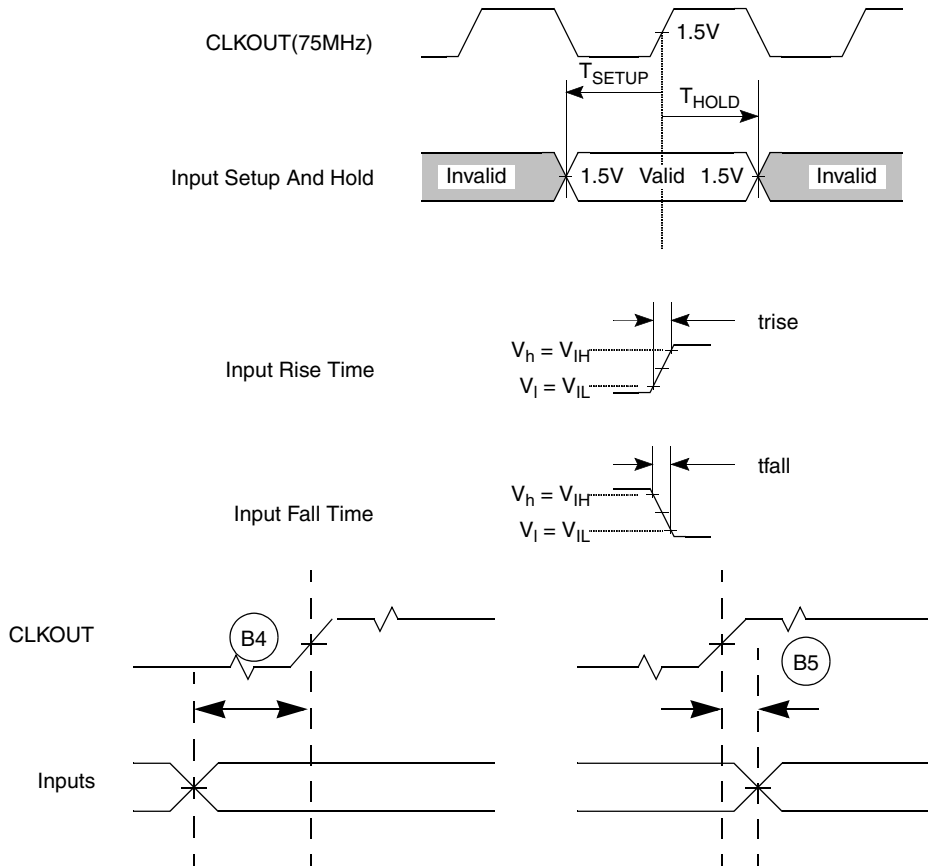 CLKOUT(75MHz)
1.5V
TSETUP
THOLD
Input Setup And Hold
Invalid
1.5V Valid 1.5V
Invalid
trise
Vh = VIH
Input Rise Time
Vl = VIL
tfall
Vh = VIH
Input Fall Time
Vl = VIL
CLKOUT
B4
B5
Inputs